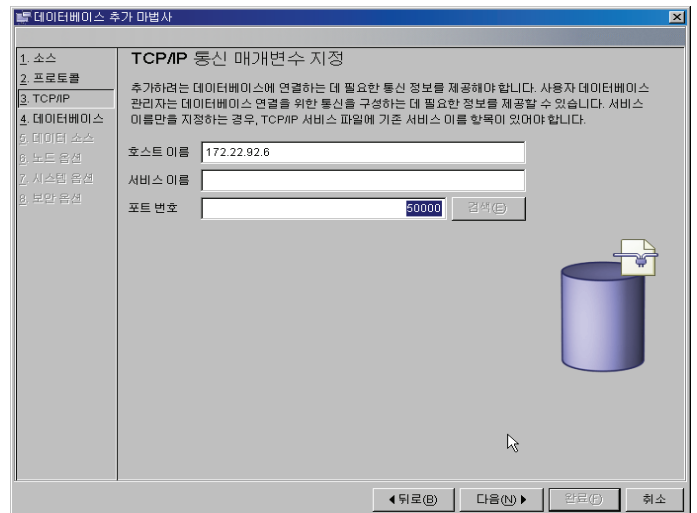 데이터베이스 추가 마법사
1. 소스
2. 프로토콜
3. TCP/IP
4. 데이터베이스
5. 데이터 소스
6. 노드 옵션
7. 시스템 옵션
8. 보안 옵션
TCP/IP 통신 매개변수 지정
추가하려는 데이터베이스에 연결하는 데 필요한 통신 정보를 제공해야 합니다. 사용자 데이터베이스
관리자는 데이터베이스 연결을 위한 통신을 구성하는 데 필요한 정보를 제공할 수 있습니다. 서비스
이름만을 지정하는 경우, TCP/IP 서비스 파일에 기존 서비스 이름 항목이 있어야 합니다.
호스트 이름 172.22.92.6
서비스 이름
포트 번호 50000 검색(E)
뒤로(B) 다음(N) 완료(F) 취소